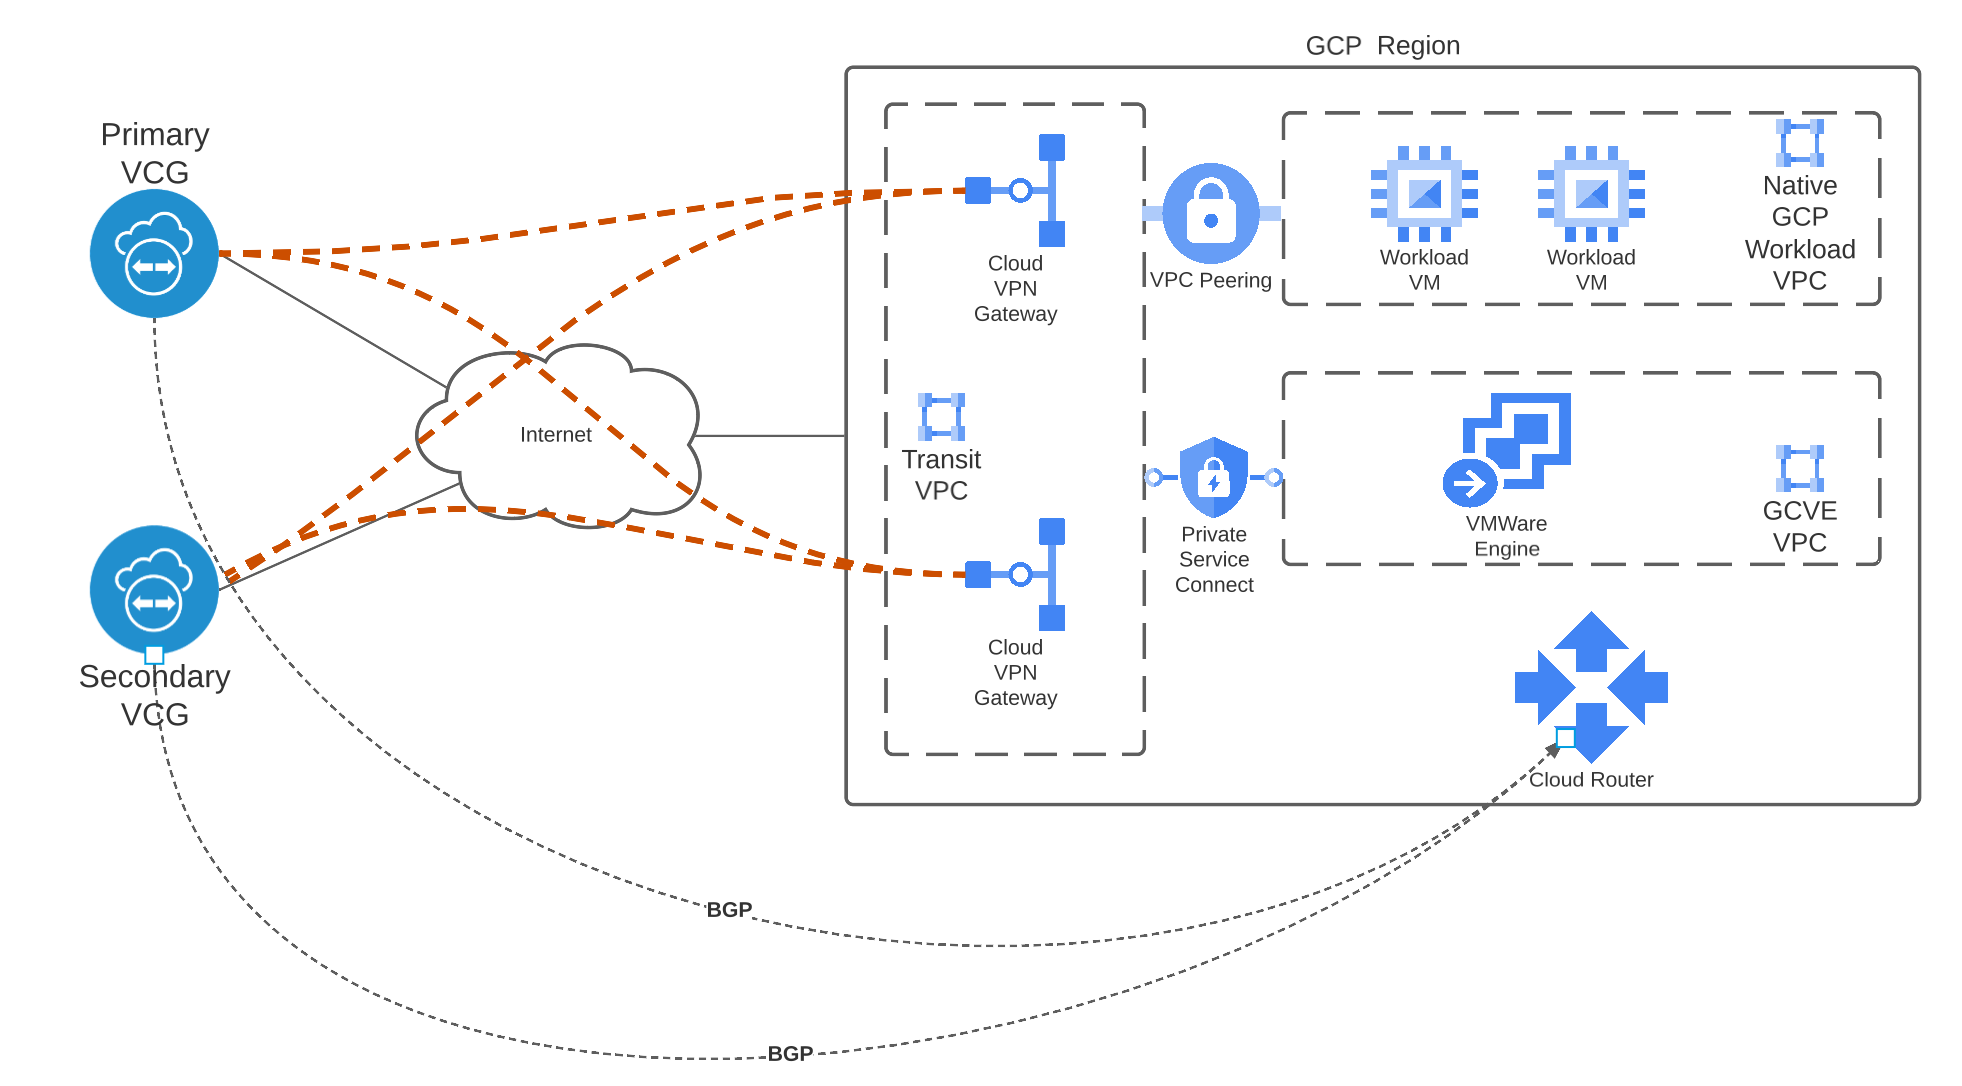 GCP Region
Primary
VCG
Cloud
VPN
Gateway
VPC Peering
Workload
VM
Workload
VM
Native
GCP
Workload
VPC
Internet
Transit
VPC
Private
Service
Connect
VMWare
Engine
GCVE
VPC
Secondary
VCG
Cloud
VPN
Gateway
Cloud Router
BGP
BGP